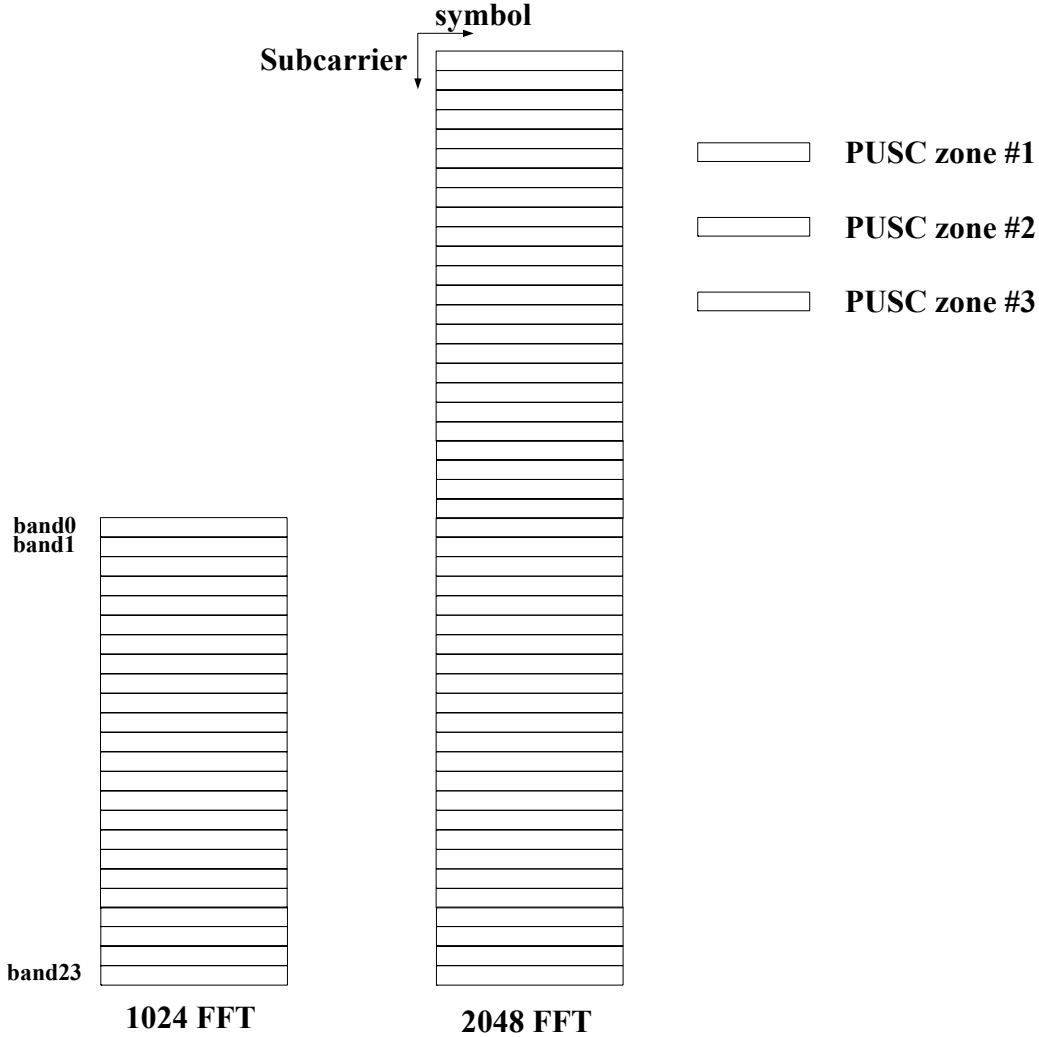 symbol
Subcarrier
PUSC zone #1
PUSC zone #2
PUSC zone #3
band0
band1
band23
1024 FFT
2048 FFT